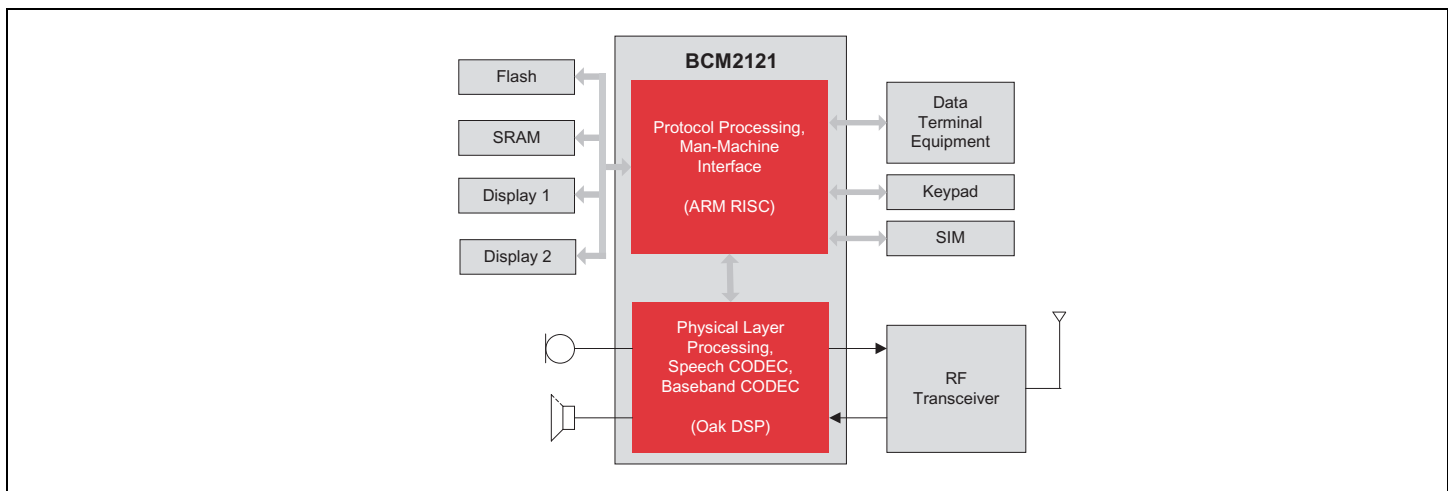 BCM2121
Flash
SRAM
Display 1
Display 2
Protocol Processing,
Man-Machine
Interface
(ARM RISC)
Data
Terminal
Equipment
Keypad
SIM
Physical Layer
Processing,
Speech CODEC,
Baseband CODEC
(Oak DSP)
RF
Transceiver